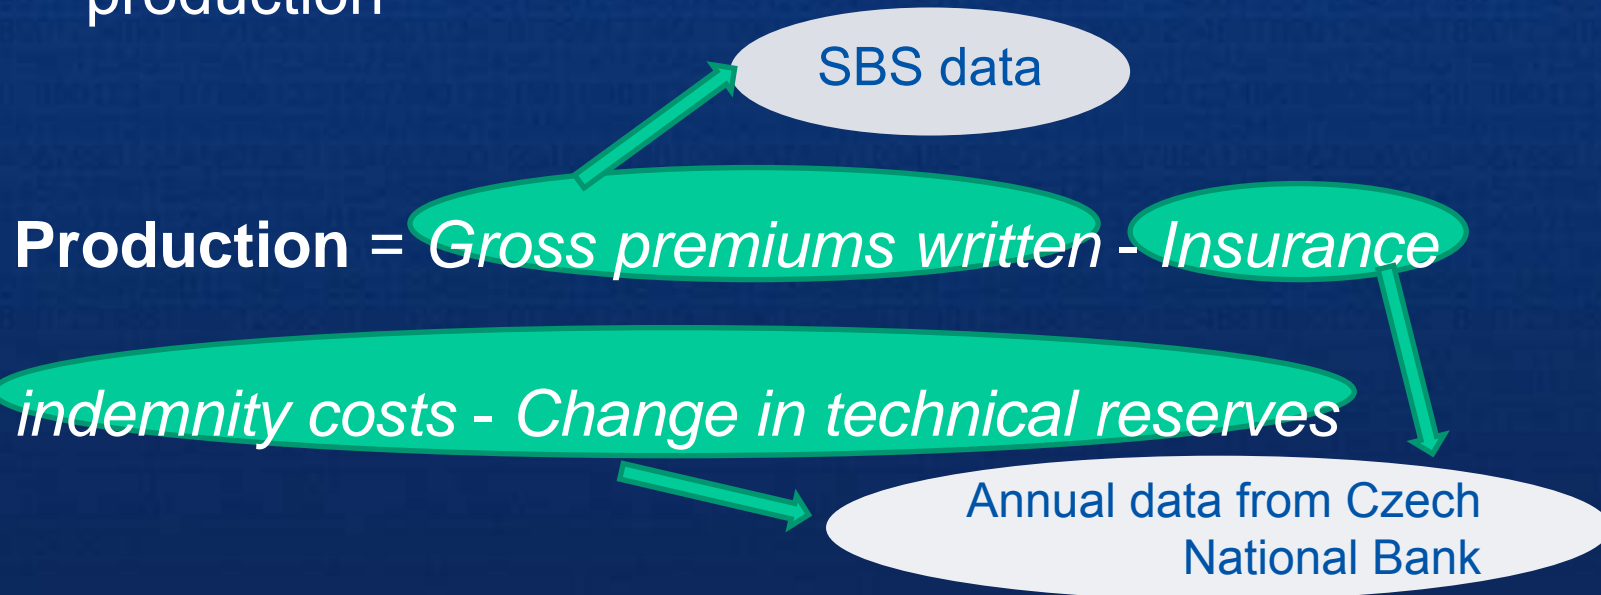 production
SBS data
Production = Gross premiums written - Insurance
indemnity costs - Change in technical reserves
Annual data from Czech
National Bank